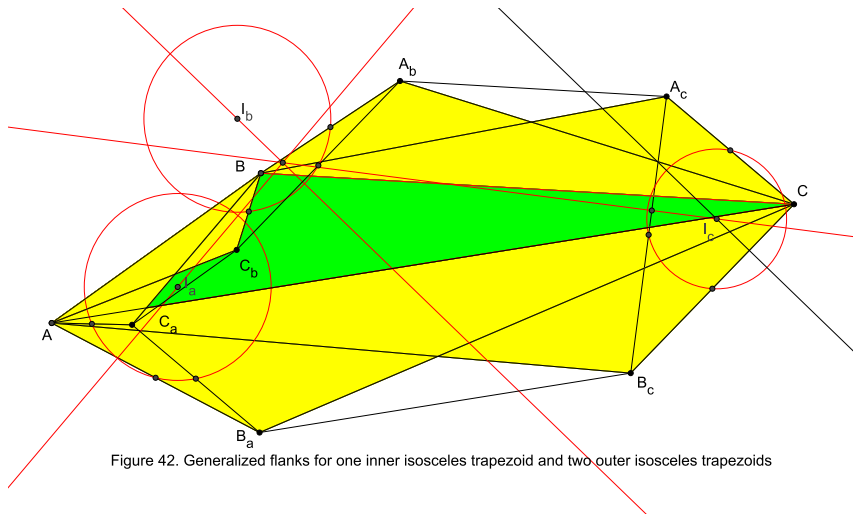 A_b
A_c
I_b
B
C
I_c
C_b
I_a
C_a
A
B_c
B_a
Figure 42. Generalized flanks for one inner isosceles trapezoid and two outer isosceles trapezoids